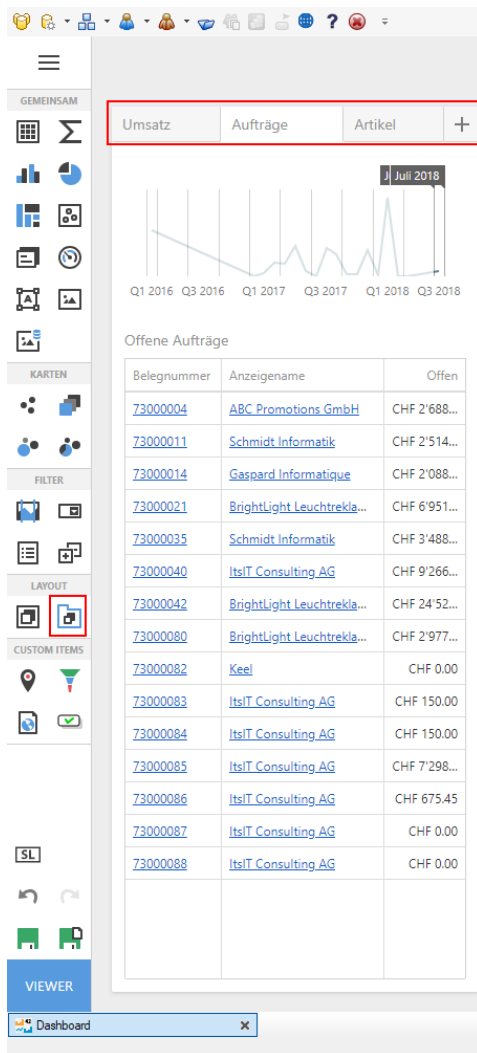 GEMEINSAM
Umsatz Aufträge Artikel +
Juli 2018
Q1 2016 Q3 2016 Q1 2017 Q3 2017 Q1 2018 Q3 2018
Offene Aufträge
Belegnummer Anzeigename Offen
73000004 ABC Promotions GmbH CHF 2'688...
73000011 Schmidt Informatik CHF 2'514...
73000014 Gaspard Informatique CHF 2'088...
73000021 BrightLight Leuchtrekla... CHF 6'951...
73000035 Schmidt Informatik CHF 3'488...
73000040 ItsIT Consulting AG CHF 9'266...
73000042 BrightLight Leuchtrekla... CHF 24'52...
73000080 BrightLight Leuchtrekla... CHF 2'977...
73000082 Keel CHF 0.00
73000083 ItsIT Consulting AG CHF 150.00
73000084 ItsIT Consulting AG CHF 150.00
73000085 ItsIT Consulting AG CHF 7'298...
73000086 ItsIT Consulting AG CHF 675.45
73000087 ItsIT Consulting AG CHF 0.00
73000088 ItsIT Consulting AG CHF 0.00
KARTEN
FILTER
LAYOUT
CUSTOM ITEMS
SL
VIEWER
Dashboard